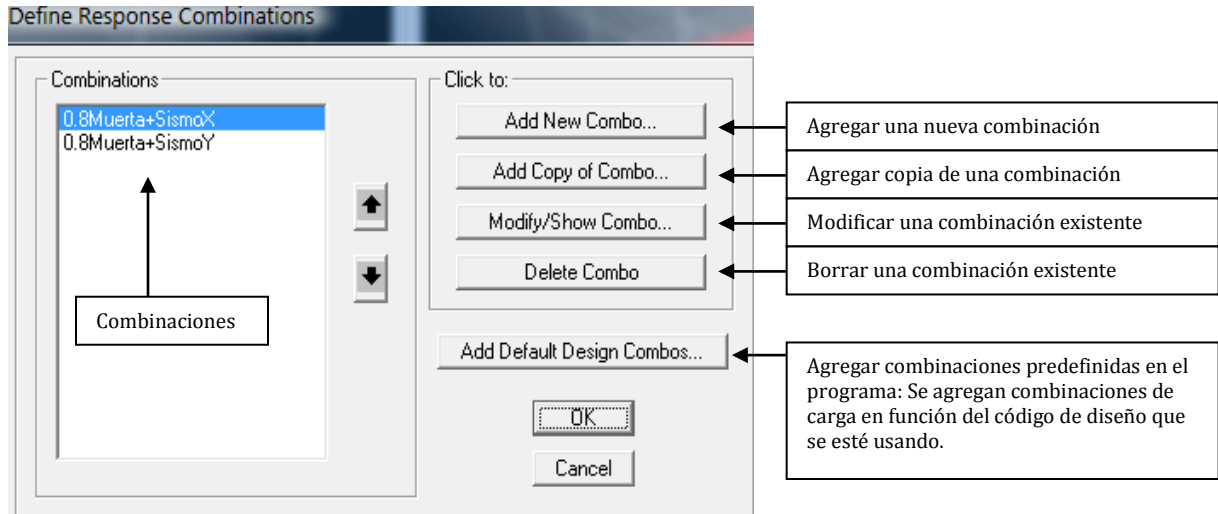 Define Response Combinations
Combinations
0.8Muerta+SismoX
0.8Muerta+SismoY
Combinaciones
Click to:
Add New Combo...
Add Copy of Combo...
Modify/Show Combo...
Delete Combo
Add Default Design Combos...
OK
Cancel
Agregar una nueva combinación
Agregar copia de una combinación
Modificar una combinación existente
Borrar una combinación existente
Agregar combinaciones predefinidas en el
programa: Se agregan combinaciones de
carga en función del código de diseño que
se esté usando.